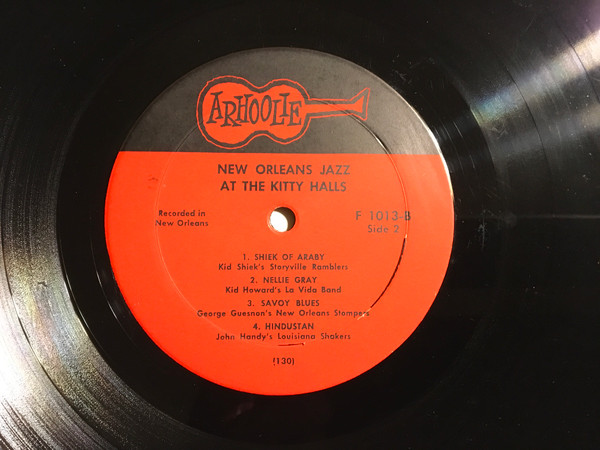 ARHOOLIE
NEW ORLEANS JAZZ
AT THE KITTY HALLS
Recorded in
New Orleans
F 1013-B
Side 2
1. SHIEK OF ARABY
Kid Shiek's Storyville Ramblers
2. NELLIE GRAY
Kid Howard's La Vida Band
3. SAVOY BLUES
George Guesnon's New Orleans Stompers
4. HINDUSTAN
John Handy's Louisiana Shakers
(130)